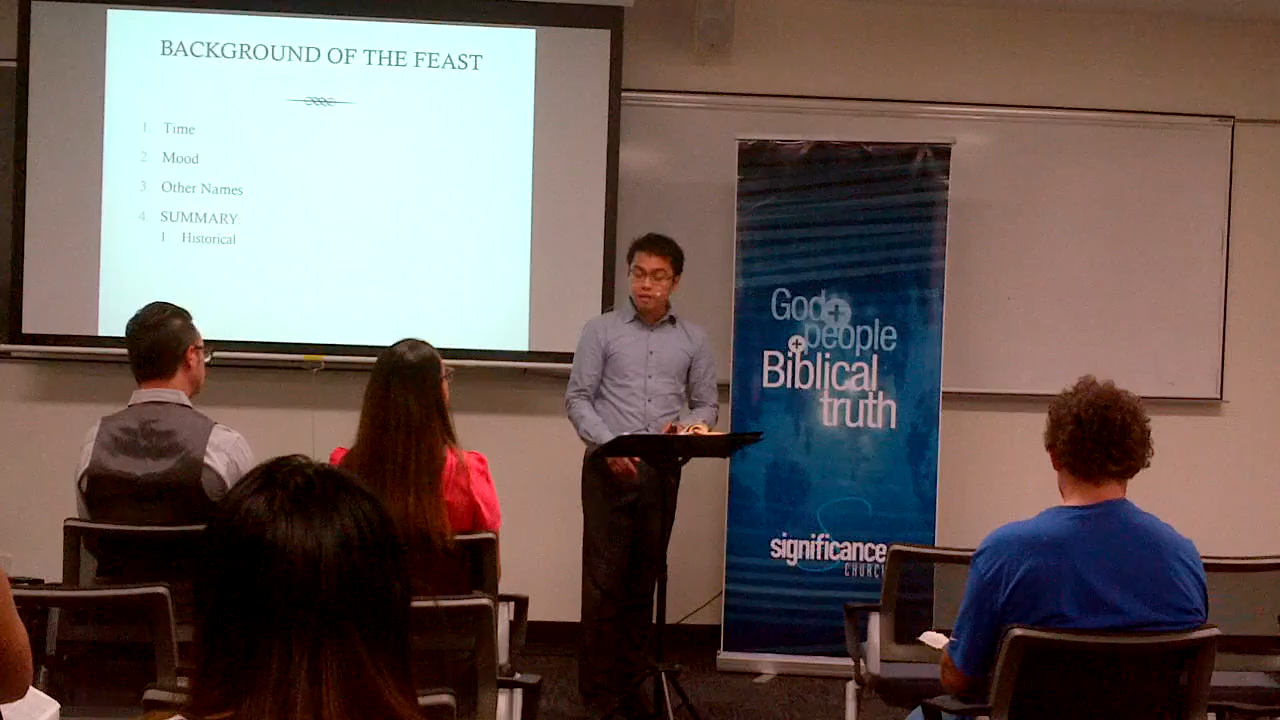 BACKGROUND OF THE FEAST
1. Time
2. Mood
3. Other Names
4. SUMMARY:
1 Historical
God+
+people
Biblical
truth
significance
CHURCH